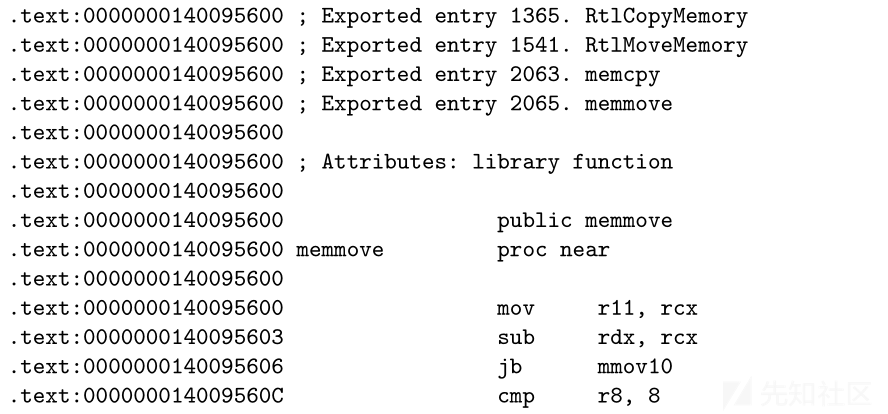 .text:0000000140095600 ; Exported entry 1365. RtlCopyMemory
.text:0000000140095600 ; Exported entry 1541. RtlMoveMemory
.text:0000000140095600 ; Exported entry 2063. memcpy
.text:0000000140095600 ; Exported entry 2065. memmove
.text:0000000140095600
.text:0000000140095600 ; Attributes: library function
.text:0000000140095600
.text:0000000140095600 public memmove
.text:0000000140095600 memmove proc near
.text:0000000140095600
.text:0000000140095600 mov r11, rcx
.text:0000000140095603 sub rdx, rcx
.text:0000000140095606 jb mmov10
.text:000000014009560C cmp r8, 8
先知社区